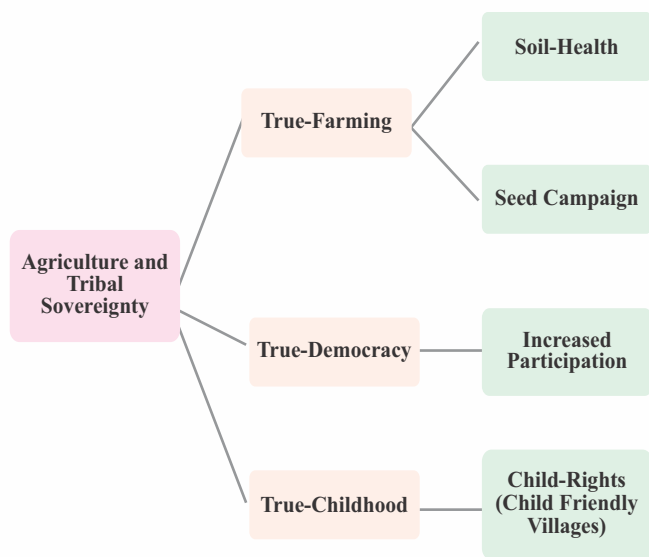 Soil-Health
True-Farming
Seed Campaign
Agriculture and
Tribal
Sovereignty
True-Democracy
Increased
Participation
True-Childhood
Child-Rights
(Child Friendly
Villages)